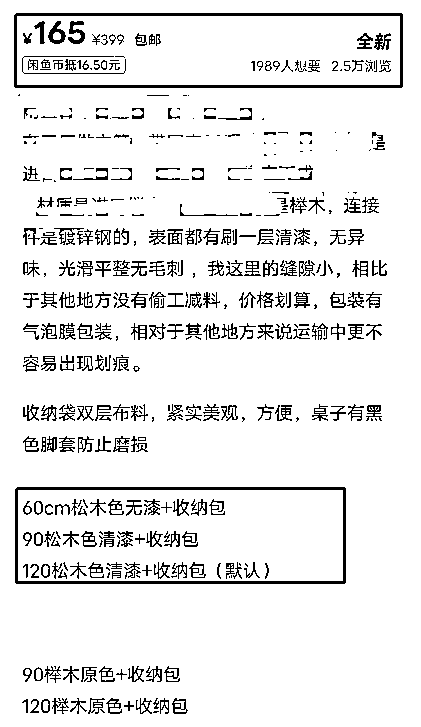 ¥165 ¥399 包邮 全新
闲鱼币抵16.50元 1989人想要 2.5万浏览
是
进
材质是进口榉 是榉木，连接
件是镀锌钢的，表面都有刷一层清漆，无异
味，光滑平整无毛刺 ，我这里的缝隙小，相比
于其他地方没有偷工减料，价格划算，包装有
气泡膜包装，相对于其他地方来说运输中更不
容易出现划痕。
收纳袋双层布料，紧实美观，方便，桌子有黑
色脚套防止磨损
60cm松木色无漆+收纳包
90松木色清漆+收纳包
120松木色清漆+收纳包（默认）
90榉木原色+收纳包
120榉木原色+收纳包